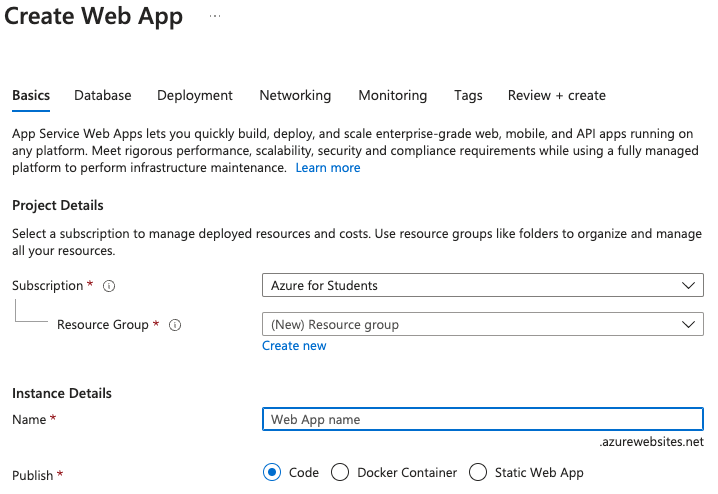 Create Web App ...
Basics Database Deployment Networking Monitoring Tags Review + create
App Service Web Apps lets you quickly build, deploy, and scale enterprise-grade web, mobile, and API apps running on
any platform. Meet rigorous performance, scalability, security and compliance requirements while using a fully managed
platform to perform infrastructure maintenance. Learn more
Project Details
Select a subscription to manage deployed resources and costs. Use resource groups like folders to organize and manage
all your resources.
Subscription * Azure for Students
Resource Group * (New) Resource group
Create new
Instance Details
Name * Web App name
.azurewebsites.net
Publish * Code Docker Container Static Web App